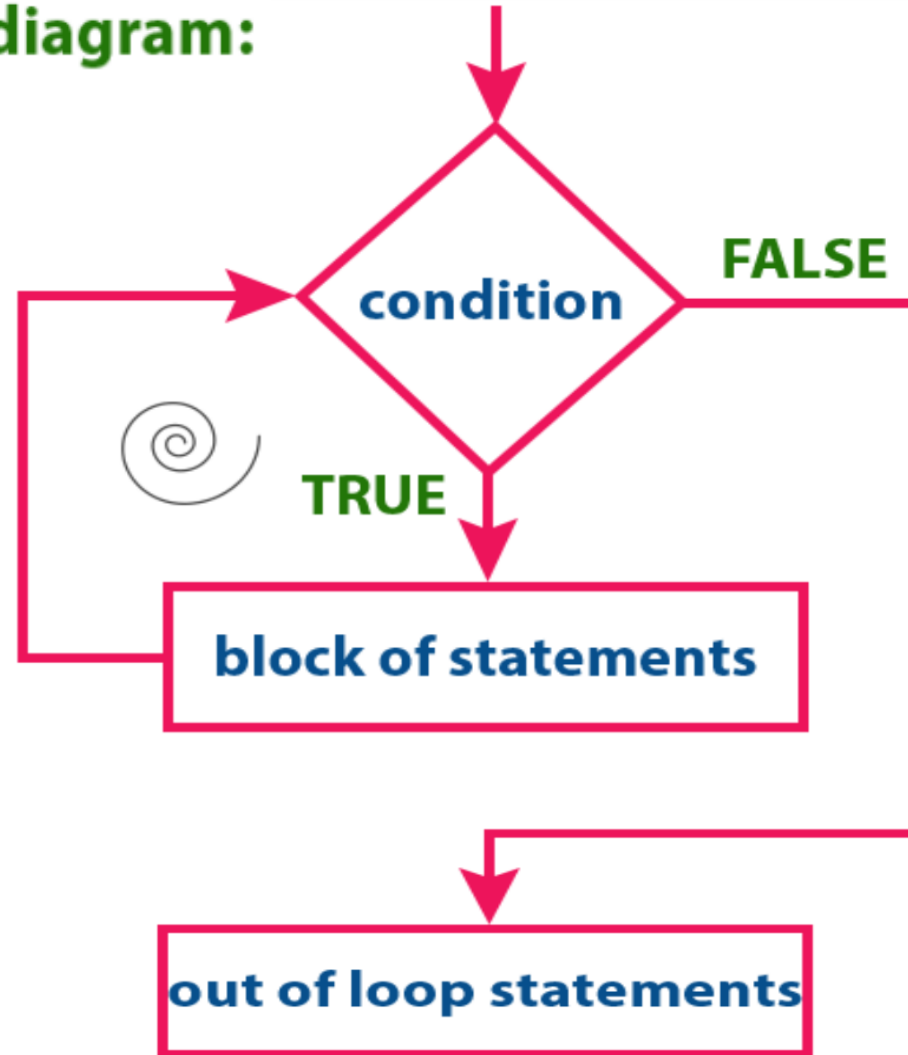 diagram:
condition
FALSE
TRUE
block of statements
out of loop statements